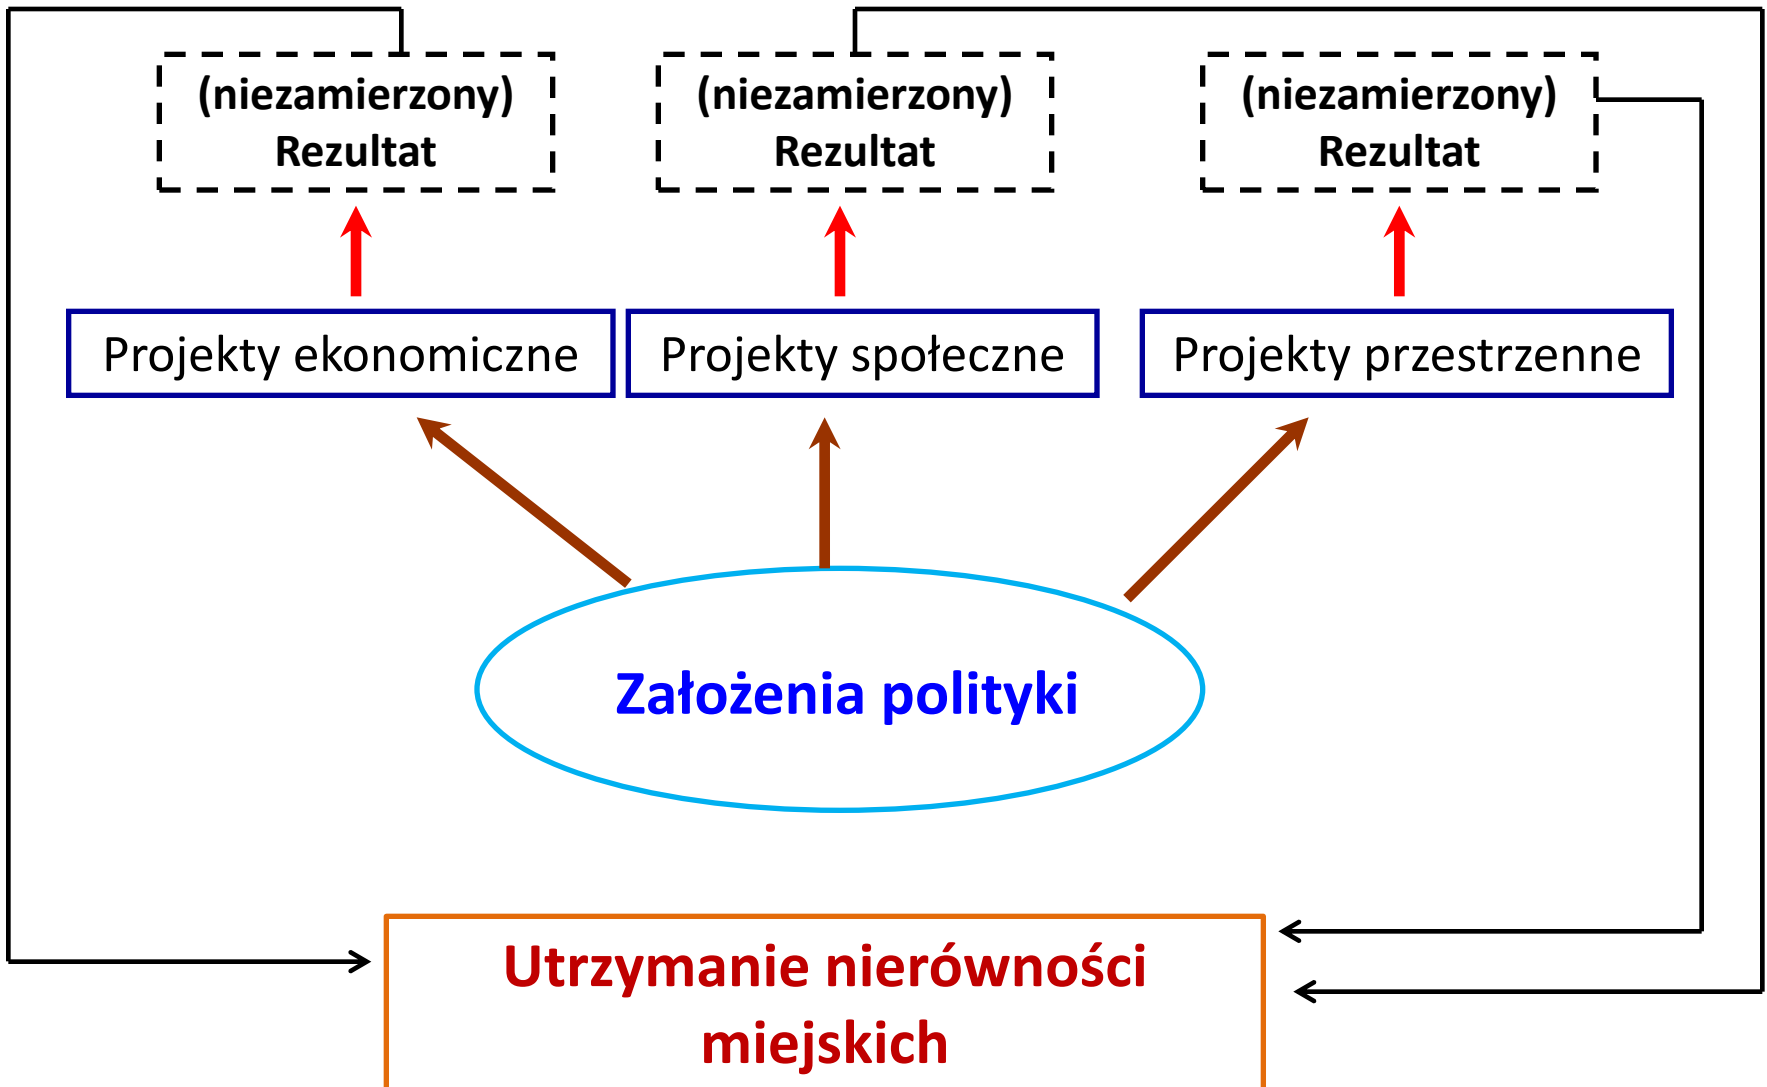 (niezamierzony)
Rezultat
(niezamierzony)
Rezultat
(niezamierzony)
Rezultat
Projekty ekonomiczne
Projekty społeczne
Projekty przestrzenne
Założenia polityki
Utrzymanie nierówności
miejskich